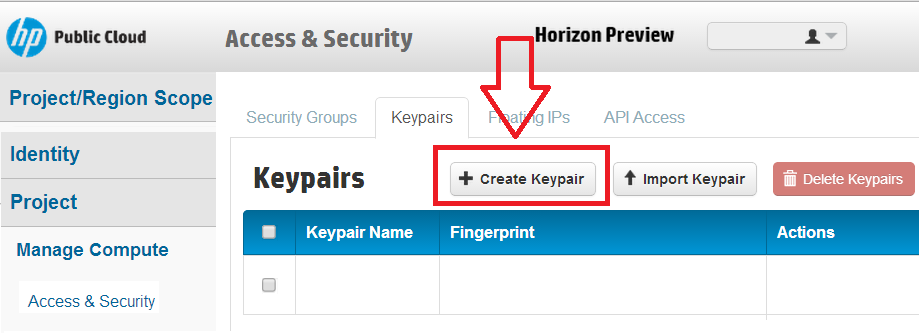 hp Public Cloud
Access & Security
Horizon Preview
Project/Region Scope
Identity
Project
Manage Compute
Access & Security
Security Groups Keypairs Floating IPs API Access
Keypairs
Create Keypair Import Keypair Delete Keypairs
Keypair Name Fingerprint Actions